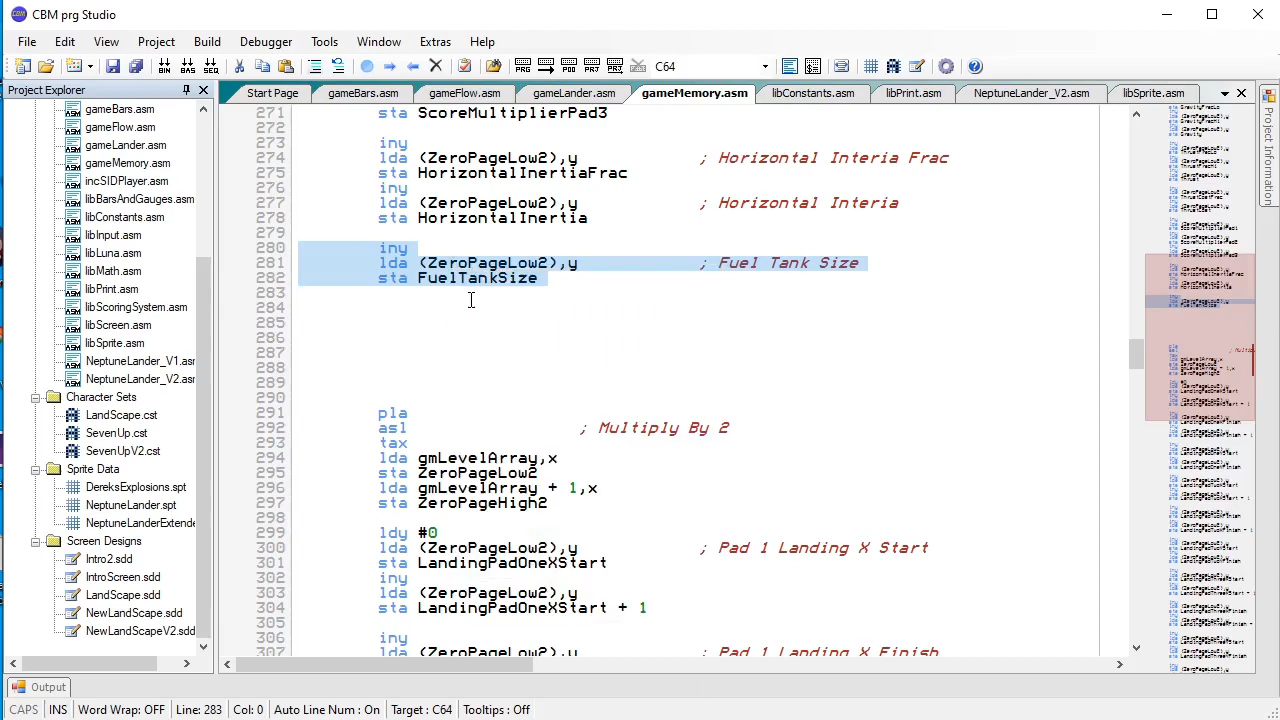 CBM prg Studio
File Edit View Project Build Debugger Tools Window Extras Help
C64
Project Explorer
Start Page gameBars.asm gameFlow.asm gameLander.asm gameMemory.asm libConstants.asm libPrint.asm NeptuneLander_V2.asm libSprite.asm
gameBars.asm
gameFlow.asm
gameLander.asm
gameMemory.asm
incSIDPlayer.asm
libBarsAndGauges.asm
libConstants.asm
libInput.asm
libLuna.asm
libMath.asm
libPrint.asm
libScoringSystem.asm
libScreen.asm
libSprite.asm
NeptuneLander_V1.asm
NeptuneLander_V2.asm
Character Sets
LandScape.cst
SevenUp.cst
SevenUpV2.cst
Sprite Data
DereksExplosions.spt
NeptuneLander.spt
NeptuneLanderExtende
Screen Designs
Intro2.sdd
IntroScreen.sdd
LandScape.sdd
NewLandScape.sdd
NewLandScapeV2.sdd
271 sta ScoreMultiplierPad3
272
273 iny
274 lda (ZeroPageLow2),y ; Horizontal Interia Frac
275 sta HorizontalInertiaFrac
276 iny
277 lda (ZeroPageLow2),y ; Horizontal Interia
278 sta HorizontalInertia
279
280 iny
281 lda (ZeroPageLow2),y ; Fuel Tank Size
282 sta FuelTankSize
283
284
285
286
287
288
289
290
291 pla
292 asl ; Multiply By 2
293 tax
294 lda gmLevelArray,x
295 sta ZeroPageLow2
296 lda gmLevelArray + 1,x
297 sta ZeroPageHigh2
298
299 ldy #0
300 lda (ZeroPageLow2),y ; Pad 1 Landing X Start
301 sta LandingPadOneXStart
302 iny
303 lda (ZeroPageLow2),y
304 sta LandingPadOneXStart + 1
305
306 iny
307 lda (ZeroPageLow2),y ; Pad 1 Landing X Finish
Project Information
Output
CAPS INS Word Wrap: OFF Line: 283 Col: 0 Auto Line Num : On Target : C64 Tooltips : Off